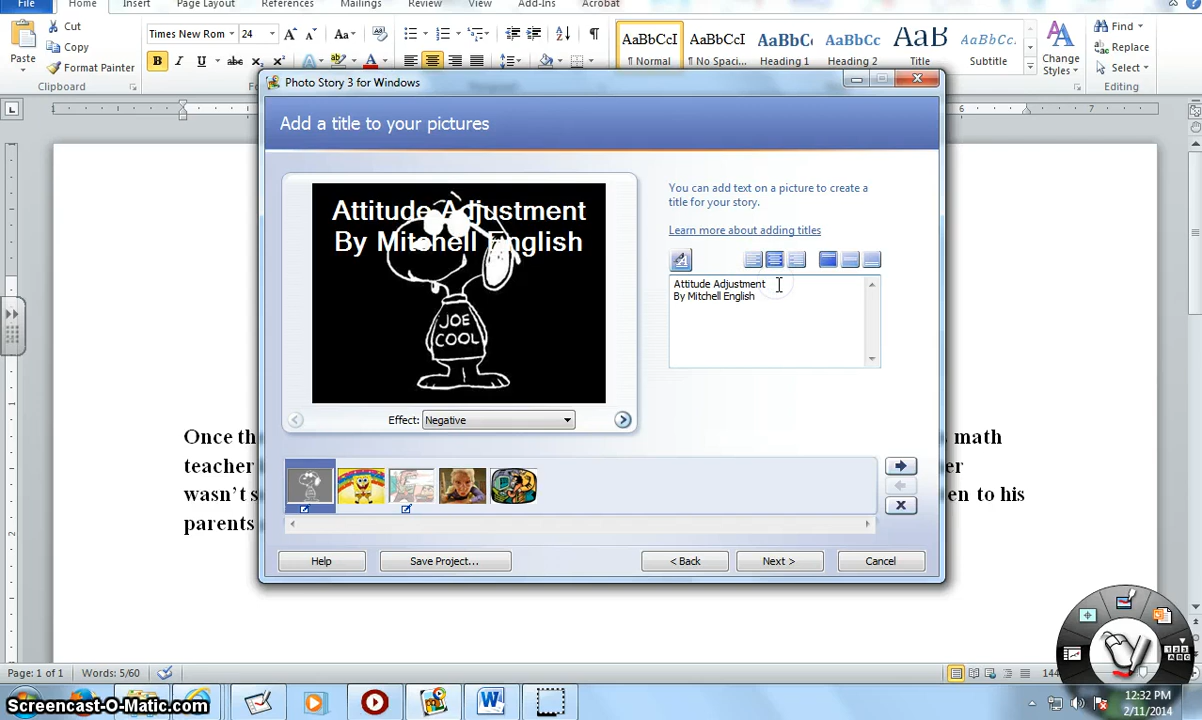 File Home Insert Page Layout References Mailings Review View Add-Ins Acrobat
Cut
Copy
Format Painter
Paste
Clipboard
Times New Rom 24
B I U abc x₂ x²
AaBbCcI AaBbCcI AaBbC AaBbCc AaB AaBbCc.
¶ Normal ¶ No Spaci... Heading 1 Heading 2 Title Subtitle
Change
Styles
Find
Replace
Select
Editing
Photo Story 3 for Windows
Add a title to your pictures
Attitude Adjustment
By Mitchell English
JOE
COOL
Effect: Negative
You can add text on a picture to create a
title for your story.
Learn more about adding titles
Attitude Adjustment
By Mitchell English
Help Save Project... < Back Next > Cancel
Once th
math
teacher
er
wasn't s
en to his
parents
Page: 1 of 1 Words: 5/60
144
Screencast-O-Matic.com
12:32 PM
2/11/2014